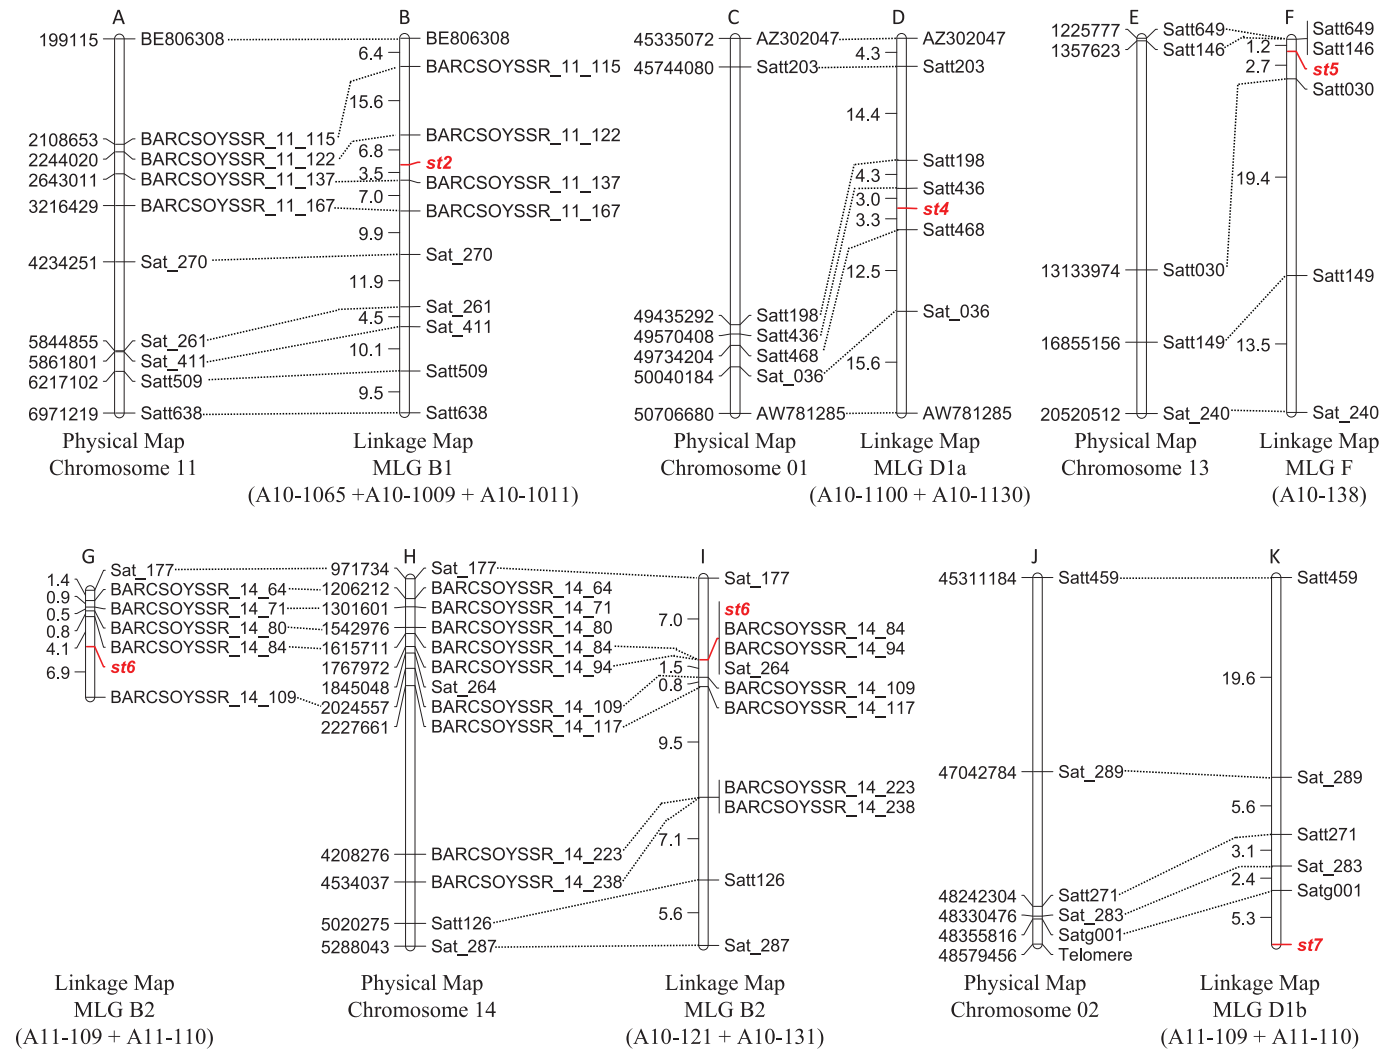 A
199115 BE806308
2108653 BARCSOYSSR_11_115
2244020 BARCSOYSSR_11_122
2643011 BARCSOYSSR_11_137
3216429 BARCSOYSSR_11_167
4234251 Sat_270
5844855 Sat_261
5861801 Sat_411
6217102 Satt509
6971219 Satt638
Physical Map
Chromosome 11
B
BE806308
6.4
BARCSOYSSR_11_115
15.6
BARCSOYSSR_11_122
6.8
st2
3.5
BARCSOYSSR_11_137
7.0
BARCSOYSSR_11_167
9.9
Sat_270
11.9
Sat_261
4.5
Sat_411
10.1
Satt509
9.5
Satt638
Linkage Map
MLG B1
(A10-1065 +A10-1009 + A10-1011)
C
45335072 AZ302047
45744080 Satt203
49435292 Satt198
49570408 Satt436
49734204 Satt468
50040184 Sat_036
50706680 AW781285
Physical Map
Chromosome 01
D
AZ302047
4.3
Satt203
14.4
Satt198
4.3
Satt436
3.0
st4
3.3
Satt468
12.5
Sat_036
15.6
AW781285
Linkage Map
MLG D1a
(A10-1100 + A10-1130)
E
1225777 Satt649
1357623 Satt146
13133974 Satt030
16855156 Satt149
20520512 Sat_240
Physical Map
Chromosome 13
F
Satt649
Satt146
1.2
st5
2.7
Satt030
19.4
Satt149
13.5
Sat_240
Linkage Map
MLG F
(A10-138)
G
Sat_177
1.4
BARCSOYSSR_14_64
0.9
BARCSOYSSR_14_71
0.5
BARCSOYSSR_14_80
0.8
BARCSOYSSR_14_84
4.1
st6
6.9
BARCSOYSSR_14_109
Linkage Map
MLG B2
(A11-109 + A11-110)
H
971734 Sat_177
1206212 BARCSOYSSR_14_64
1301601 BARCSOYSSR_14_71
1542976 BARCSOYSSR_14_80
1615711 BARCSOYSSR_14_84
1767972 BARCSOYSSR_14_94
1845048 Sat_264
2024557 BARCSOYSSR_14_109
2227661 BARCSOYSSR_14_117
4208276 BARCSOYSSR_14_223
4534037 BARCSOYSSR_14_238
5020275 Satt126
5288043 Sat_287
Physical Map
Chromosome 14
I
Sat_177
7.0
st6
BARCSOYSSR_14_84
BARCSOYSSR_14_94
Sat_264
1.5
BARCSOYSSR_14_109
0.8
BARCSOYSSR_14_117
9.5
BARCSOYSSR_14_223
BARCSOYSSR_14_238
7.1
Satt126
5.6
Sat_287
Linkage Map
MLG B2
(A10-121 + A10-131)
J
45311184 Satt459
47042784 Sat_289
48242304 Satt271
48330476 Sat_283
48355816 Satg001
48579456 Telomere
Physical Map
Chromosome 02
K
Satt459
19.6
Sat_289
5.6
Satt271
3.1
Sat_283
2.4
Satg001
5.3
st7
Linkage Map
MLG D1b
(A11-109 + A11-110)